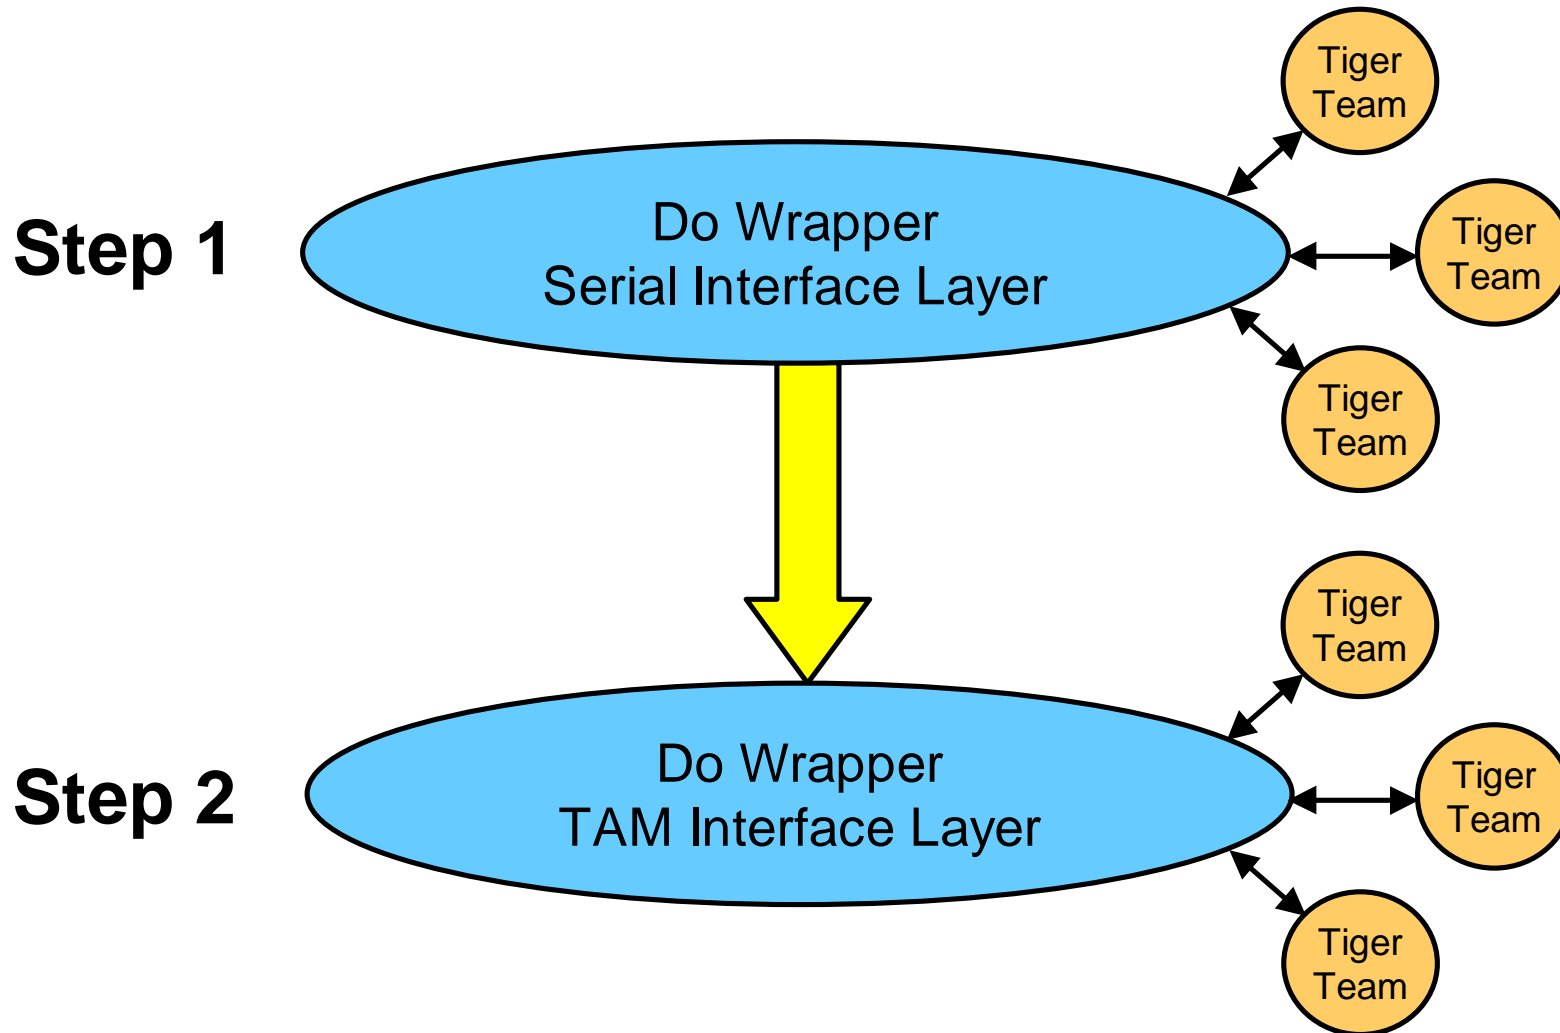 Tiger
Team
Step 1
Do Wrapper
Serial Interface Layer
Tiger
Team
Tiger
Team
Tiger
Team
Step 2
Do Wrapper
TAM Interface Layer
Tiger
Team
Tiger
Team